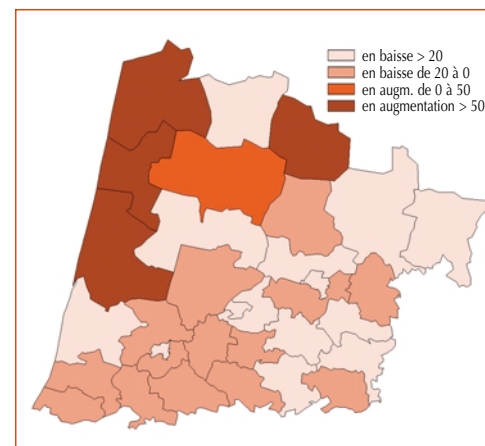 en baisse > 20
en baisse de 20 à 0
en augm. de 0 à 50
en augmentation > 50